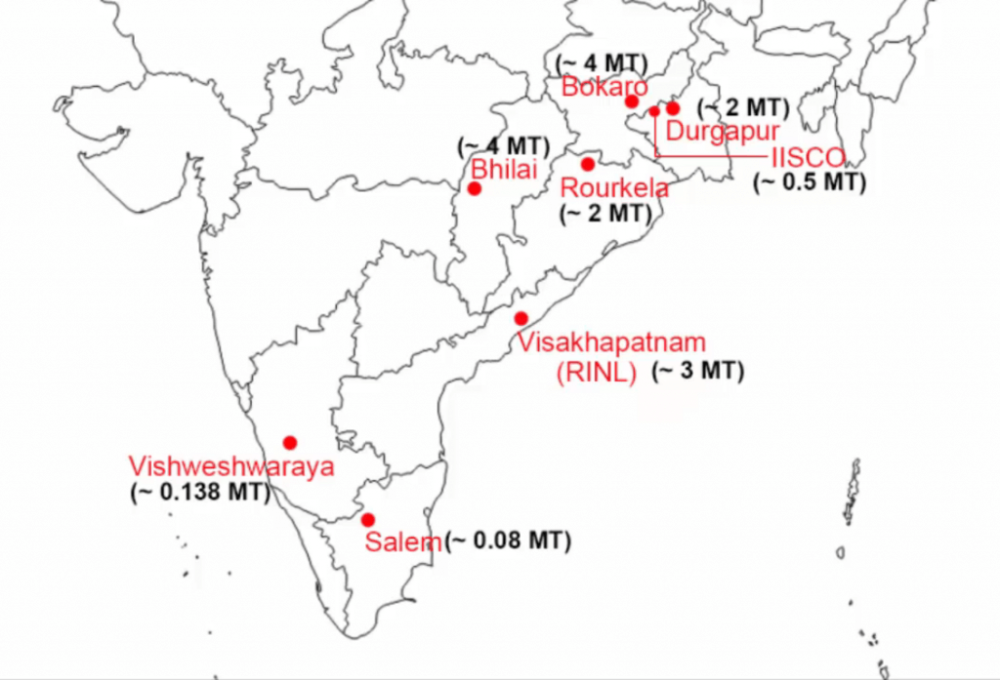 (~ 4 MT)
Bokaro
(~ 2 MT)
Durgapur
IISCO
(~ 0.5 MT)
(~ 4 MT)
Bhilai
Rourkela
(~ 2 MT)
Visakhapatnam
(RINL) (~ 3 MT)
Vishweshwaraya
(~ 0.138 MT)
Salem (~ 0.08 MT)